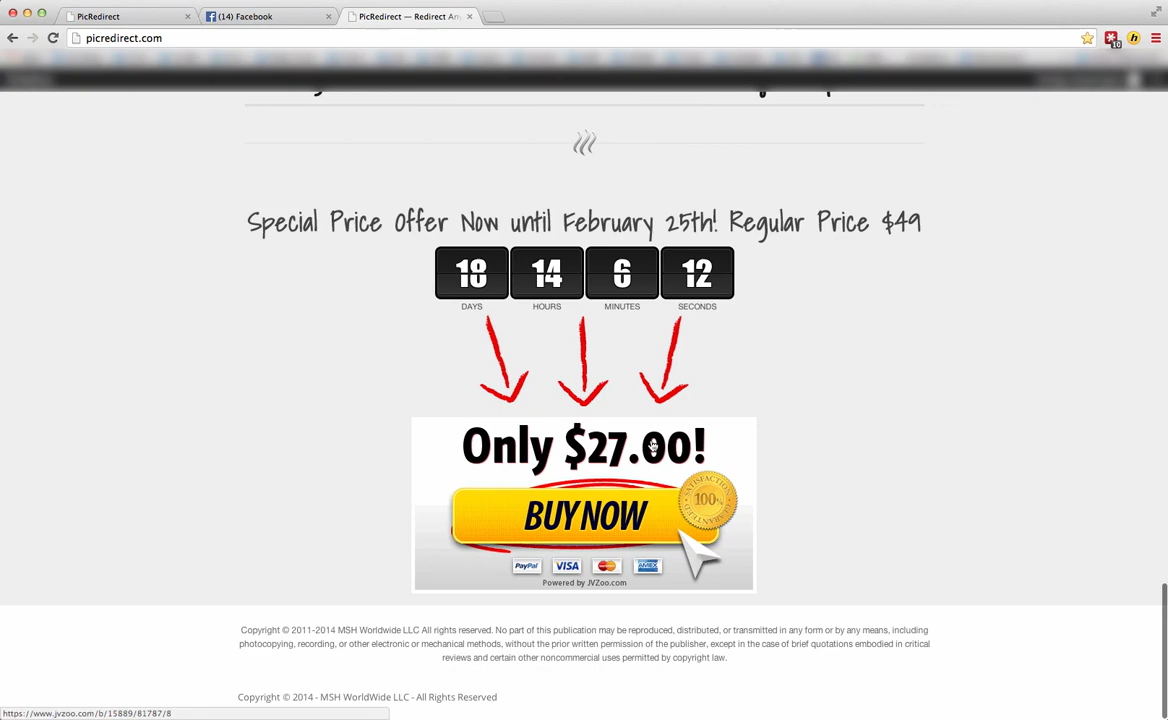 PicRedirect
(14) Facebook
PicRedirect — Redirect An
picredirect.com
10
h
Special Price Offer Now until February 25th! Regular Price $49
18 14 6 12
DAYS HOURS MINUTES SECONDS
Only $27.00!
BUY NOW
SATISFACTION
100%
GUARANTEED
PayPal VISA MasterCard AMEX
Powered by JVZoo.com
Copyright © 2011-2014 MSH Worldwide LLC All rights reserved. No part of this publication may be reproduced, distributed, or transmitted in any form or by any means, including
photocopying, recording, or other electronic or mechanical methods, without the prior written permission of the publisher, except in the case of brief quotations embodied in critical
reviews and certain other noncommercial uses permitted by copyright law.
Copyright © 2014 - MSH WorldWide LLC - All Rights Reserved
https://www.jvzoo.com/b/15889/81787/8